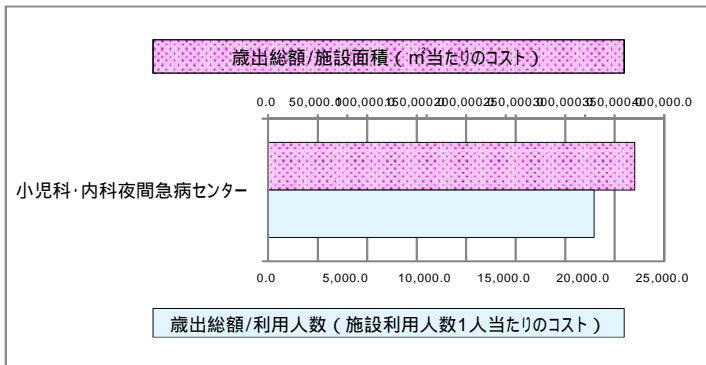 歳出総額/施設面積(㎡当たりのコスト)
0.0 50,000.0 100,000.0 150,000.0 200,000.0 250,000.0 300,000.0 350,000.0 400,000.0
小児科・内科夜間急病センター
0.0 5,000.0 10,000.0 15,000.0 20,000.0 25,000.0
歳出総額/利用人数(施設利用人数1人当たりのコスト)